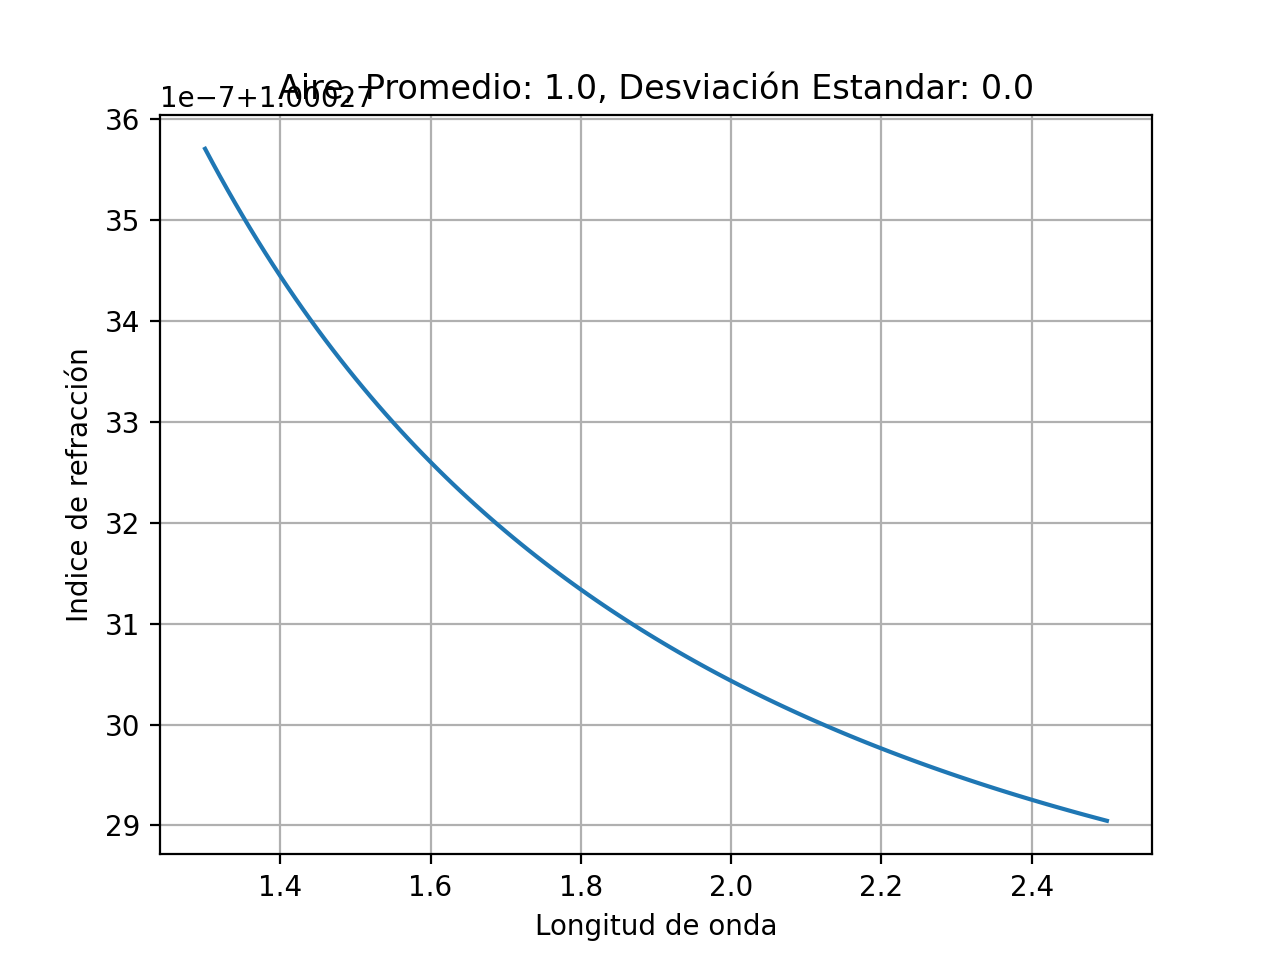 Aire, Promedio: 1.0, Desviación Estandar: 0.0
1e−7+1.00027
36
35
34
33
32
31
30
29
Indice de refracción
1.4 1.6 1.8 2.0 2.2 2.4
Longitud de onda